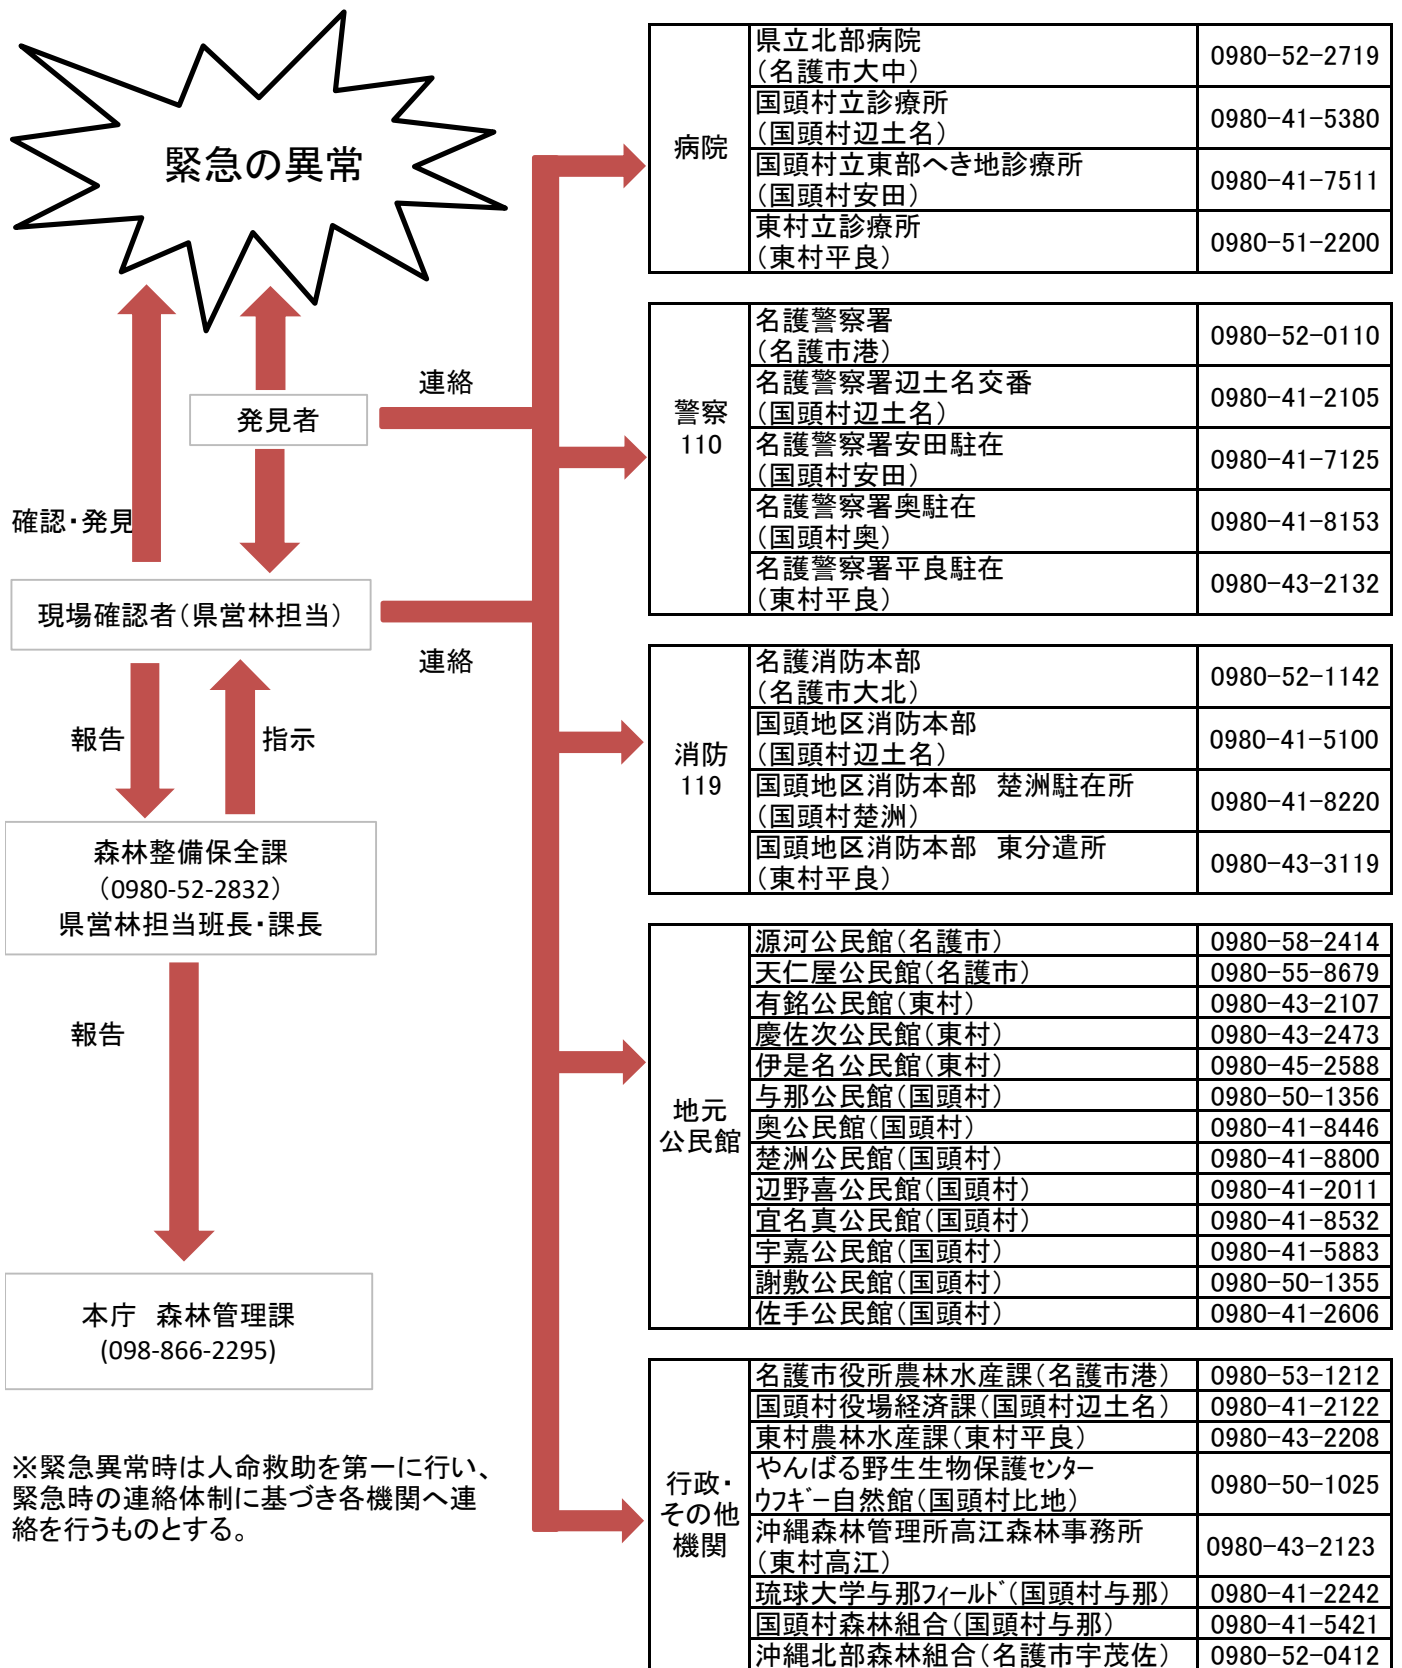 緊急の異常
発見者
連絡
確認・発見
現場確認者（県営林担当）
連絡
報告
指示
森林整備保全課
（0980-52-2832）
県営林担当班長・課長
報告
本庁　森林管理課
(098-866-2295)
※緊急異常時は人命救助を第一に行い、
緊急時の連絡体制に基づき各機関へ連
絡を行うものとする。
病院
県立北部病院
（名護市大中）
0980-52-2719
国頭村立診療所
（国頭村辺土名）
0980-41-5380
国頭村立東部へき地診療所
（国頭村安田）
0980-41-7511
東村立診療所
（東村平良）
0980-51-2200
警察
110
名護警察署
（名護市港）
0980-52-0110
名護警察署辺土名交番
（国頭村辺土名）
0980-41-2105
名護警察署安田駐在
（国頭村安田）
0980-41-7125
名護警察署奥駐在
（国頭村奥）
0980-41-8153
名護警察署平良駐在
（東村平良）
0980-43-2132
消防
119
名護消防本部
（名護市大北）
0980-52-1142
国頭地区消防本部
（国頭村辺土名）
0980-41-5100
国頭地区消防本部　楚洲駐在所
（国頭村楚洲）
0980-41-8220
国頭地区消防本部　東分遣所
（東村平良）
0980-43-3119
地元
公民館
源河公民館（名護市） 0980-58-2414
天仁屋公民館（名護市） 0980-55-8679
有銘公民館（東村） 0980-43-2107
慶佐次公民館（東村） 0980-43-2473
伊是名公民館（東村） 0980-45-2588
与那公民館（国頭村） 0980-50-1356
奥公民館（国頭村） 0980-41-8446
楚洲公民館（国頭村） 0980-41-8800
辺野喜公民館（国頭村） 0980-41-2011
宜名真公民館（国頭村） 0980-41-8532
宇嘉公民館（国頭村） 0980-41-5883
謝敷公民館（国頭村） 0980-50-1355
佐手公民館（国頭村） 0980-41-2606
行政・
その他
機関
名護市役所農林水産課（名護市港） 0980-53-1212
国頭村役場経済課（国頭村辺土名） 0980-41-2122
東村農林水産課（東村平良） 0980-43-2208
やんばる野生生物保護ｾﾝﾀｰ
ｳﾌｷﾞｰ自然館（国頭村比地）
0980-50-1025
沖縄森林管理所高江森林事務所
（東村高江）
0980-43-2123
琉球大学与那ﾌｨｰﾙﾄﾞ（国頭村与那） 0980-41-2242
国頭村森林組合（国頭村与那） 0980-41-5421
沖縄北部森林組合（名護市宇茂佐） 0980-52-0412